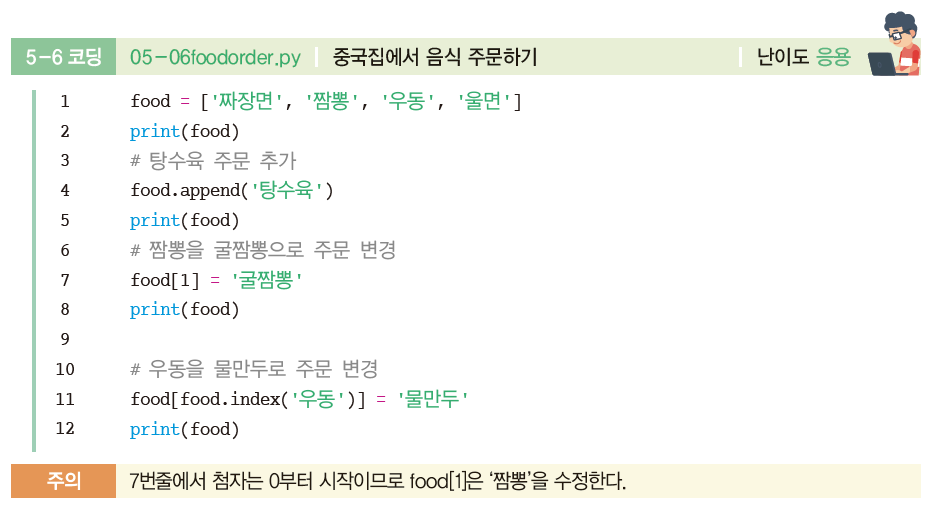 5-6 코딩 05-06foodorder.py 중국집에서 음식 주문하기 난이도 응용
1 food = ['짜장면', '짬뽕', '우동', '울면']
2 print(food)
3 # 탕수육 주문 추가
4 food.append('탕수육')
5 print(food)
6 # 짬뽕을 굴짬뽕으로 주문 변경
7 food[1] = '굴짬뽕'
8 print(food)
9
10 # 우동을 물만두로 주문 변경
11 food[food.index('우동')] = '물만두'
12 print(food)
주의 7번줄에서 첨자는 0부터 시작이므로 food[1]은 ‘짬뽕’을 수정한다.